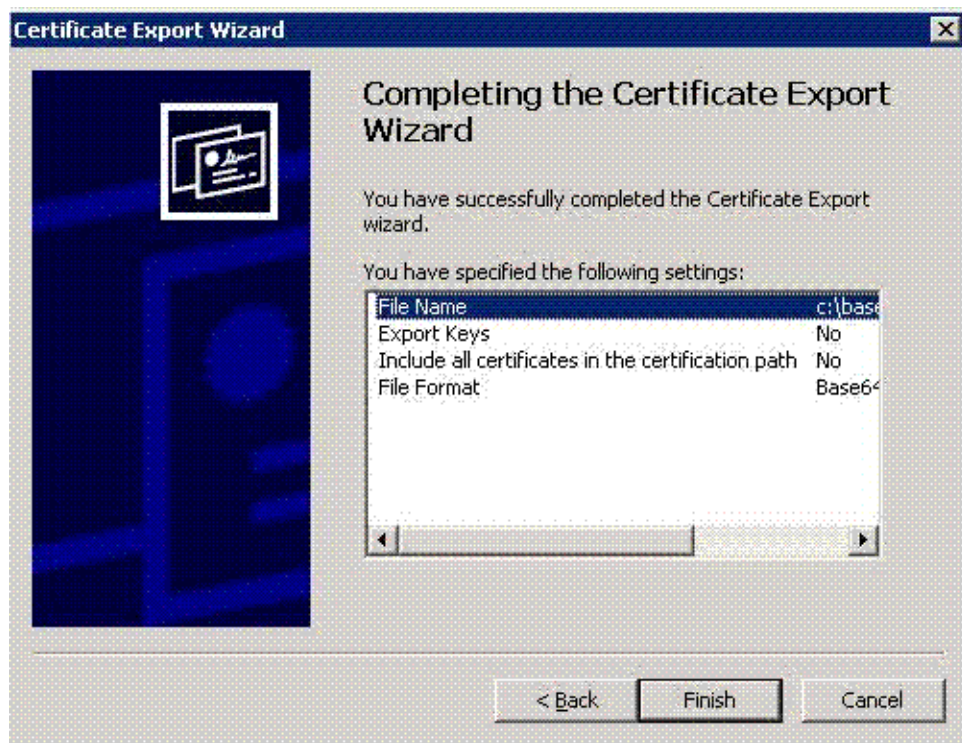 Certificate Export Wizard
Completing the Certificate Export
Wizard
You have successfully completed the Certificate Export
wizard.
You have specified the following settings:
File Name c:\base
Export Keys No
Include all certificates in the certification path No
File Format Base64
< Back Finish Cancel